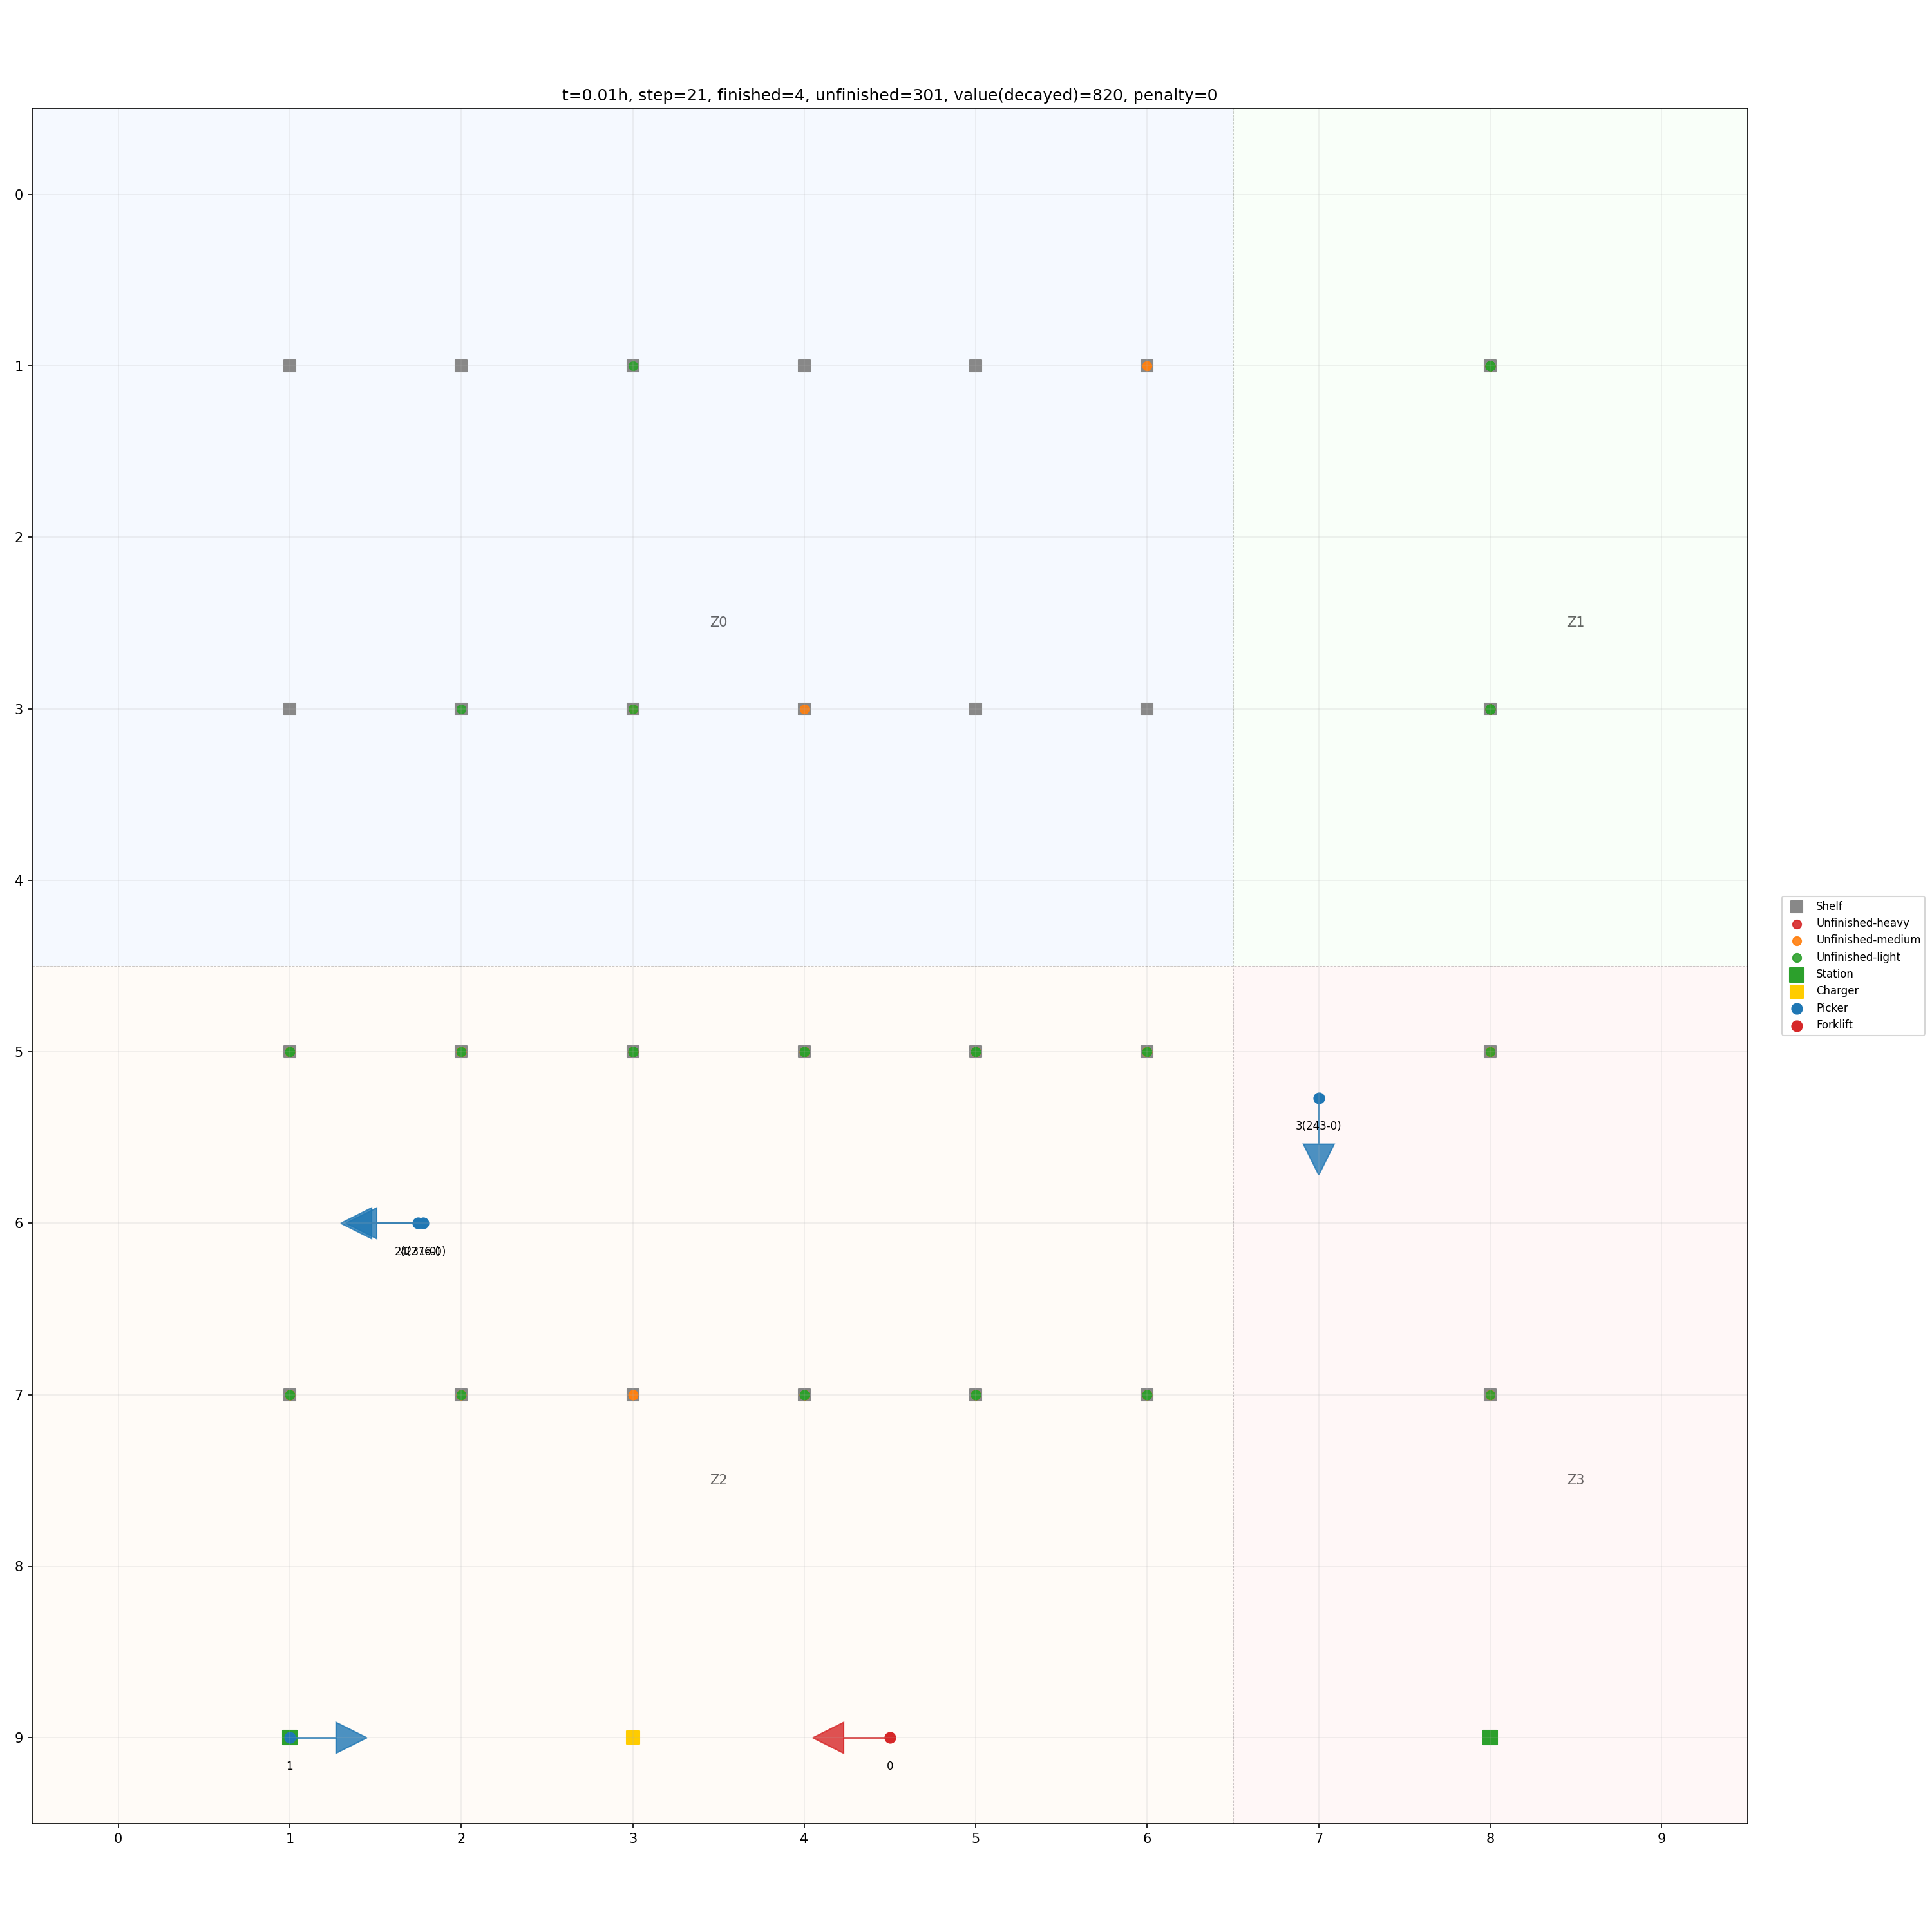 t=0.01h, step=21, finished=4, unfinished=301, value(decayed)=820, penalty=0
0
1
2
Z0
Z1
3
4
Shelf
Unfinished-heavy
Unfinished-medium
Unfinished-light
Station
Charger
Picker
Forklift
5
3(243-0)
6
7
Z2
Z3
8
9
1
0
0 1 2 3 4 5 6 7 8 9